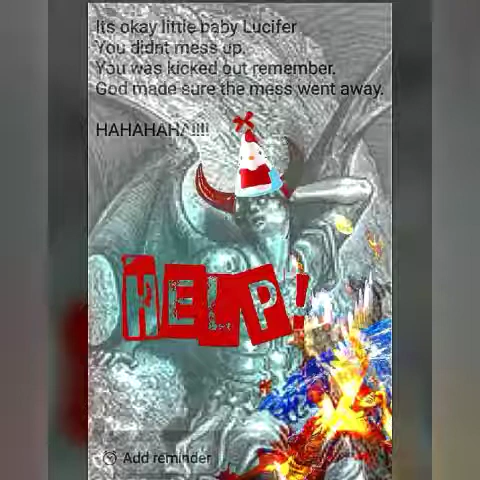 Its okay little baby Lucifer
You didnt mess up.
You was kicked out remember.
God made sure the mess went away.
HAHAHAHA!!!!
HELP!
Add reminder